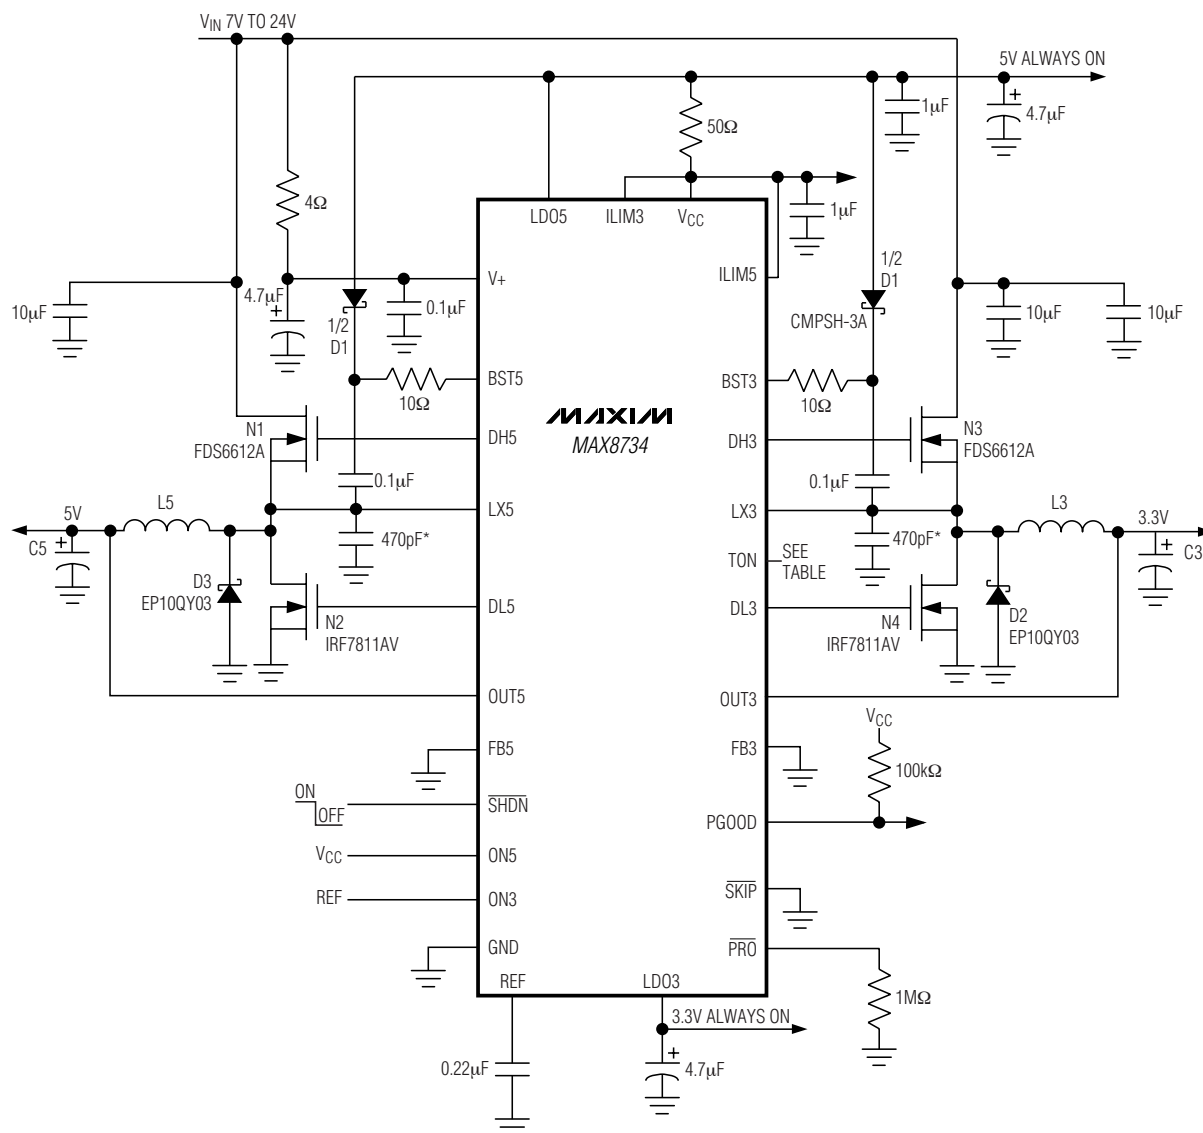 VIN 7V TO 24V
5V ALWAYS ON
1μF
4.7μF
50Ω
4Ω
1μF
LDO5
ILIM3
VCC
ILIM5
V+
1/2
D1
CMPSH-3A
10μF
4.7μF
0.1μF
1/2
D1
10μF
10μF
BST5
10Ω
BST3
10Ω
MAXIM
MAX8734
N1
FDS6612A
DH5
DH3
N3
FDS6612A
0.1μF
0.1μF
5V
L5
LX5
LX3
L3
3.3V
C5
470pF*
470pF*
C3
TON
SEE
TABLE
D3
EP10QY03
N2
IRF7811AV
DL5
DL3
N4
IRF7811AV
D2
EP10QY03
OUT5
OUT3
VCC
FB5
FB3
100kΩ
ON
OFF
SHDN
PGOOD
VCC
ON5
REF
ON3
SKIP
GND
PRO
REF
LDO3
1MΩ
3.3V ALWAYS ON
0.22μF
4.7μF